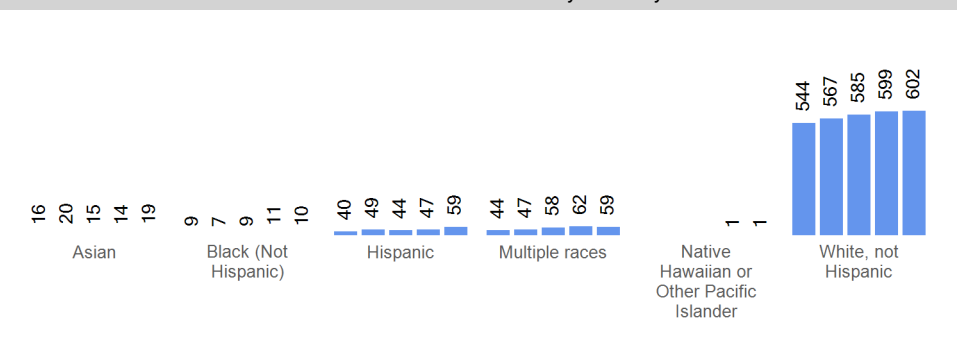 16 20 15 14 19
9 7 9 11 10
40 49 44 47 59
44 47 58 62 59
1 1
544 567 585 599 602
Asian
Black (Not
Hispanic)
Hispanic
Multiple races
Native
Hawaiian or
Other Pacific
Islander
White, not
Hispanic